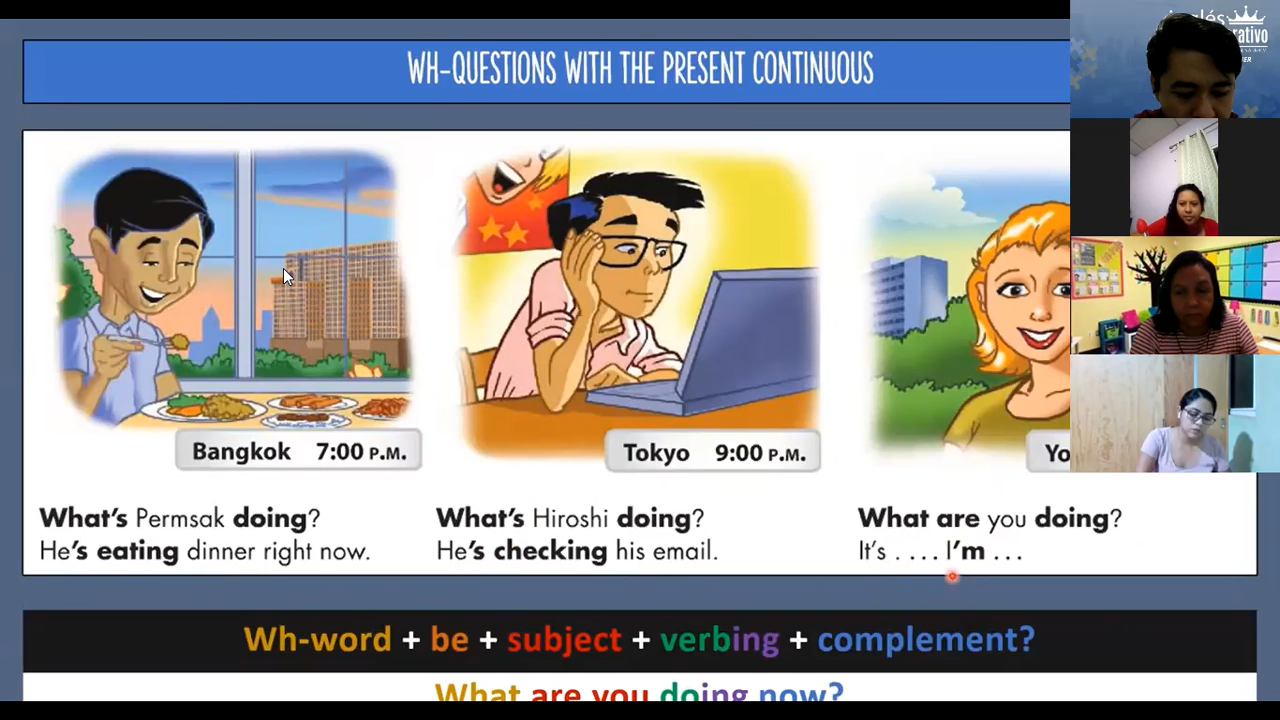 WH-QUESTIONS WITH THE PRESENT CONTINUOUS
Bangkok 7:00 P.M.
Tokyo 9:00 P.M.
What's Permsak doing?
He's eating dinner right now.
What's Hiroshi doing?
He's checking his email.
What are you doing?
It's . . . . I'm . . .
Wh-word + be + subject + verbing + complement?
What are you doing now?